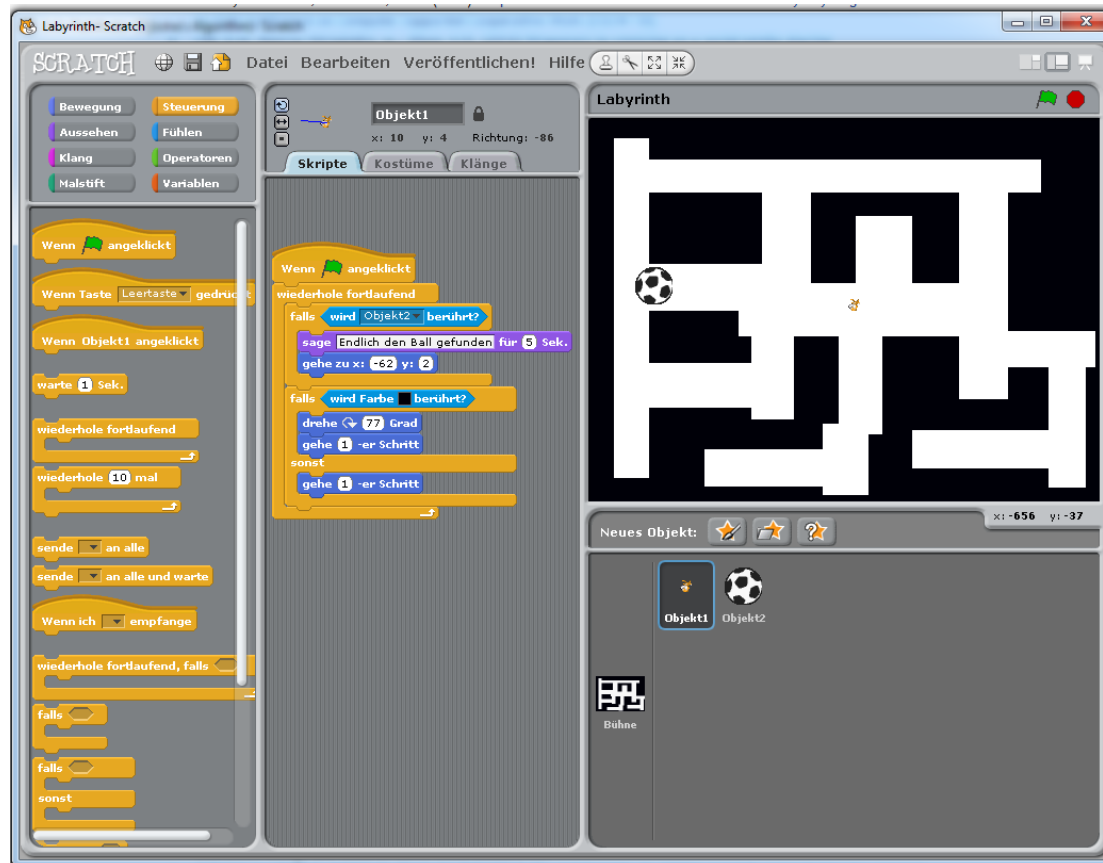 Labyrinth- Scratch
SCRATCH Datei Bearbeiten Veröffentlichen! Hilfe
Bewegung Steuerung
Aussehen Fühlen
Klang Operatoren
Malstift Variablen
Wenn angeklickt
Wenn Taste Leertaste gedrückt
Wenn Objekt1 angeklickt
warte 1 Sek.
wiederhole fortlaufend
wiederhole 10 mal
sende an alle
sende an alle und warte
Wenn ich empfange
wiederhole fortlaufend, falls
falls
falls
sonst
Objekt1
x: 10 y: 4 Richtung: -86
Skripte Kostüme Klänge
Wenn angeklickt
wiederhole fortlaufend
falls wird Objekt2 berührt?
sage Endlich den Ball gefunden für 5 Sek.
gehe zu x: -62 y: 2
falls wird Farbe berührt?
drehe 77 Grad
gehe 1 -er Schritt
sonst
gehe 1 -er Schritt
Labyrinth
x: -656 y: -37
Neues Objekt:
Objekt1 Objekt2
Bühne